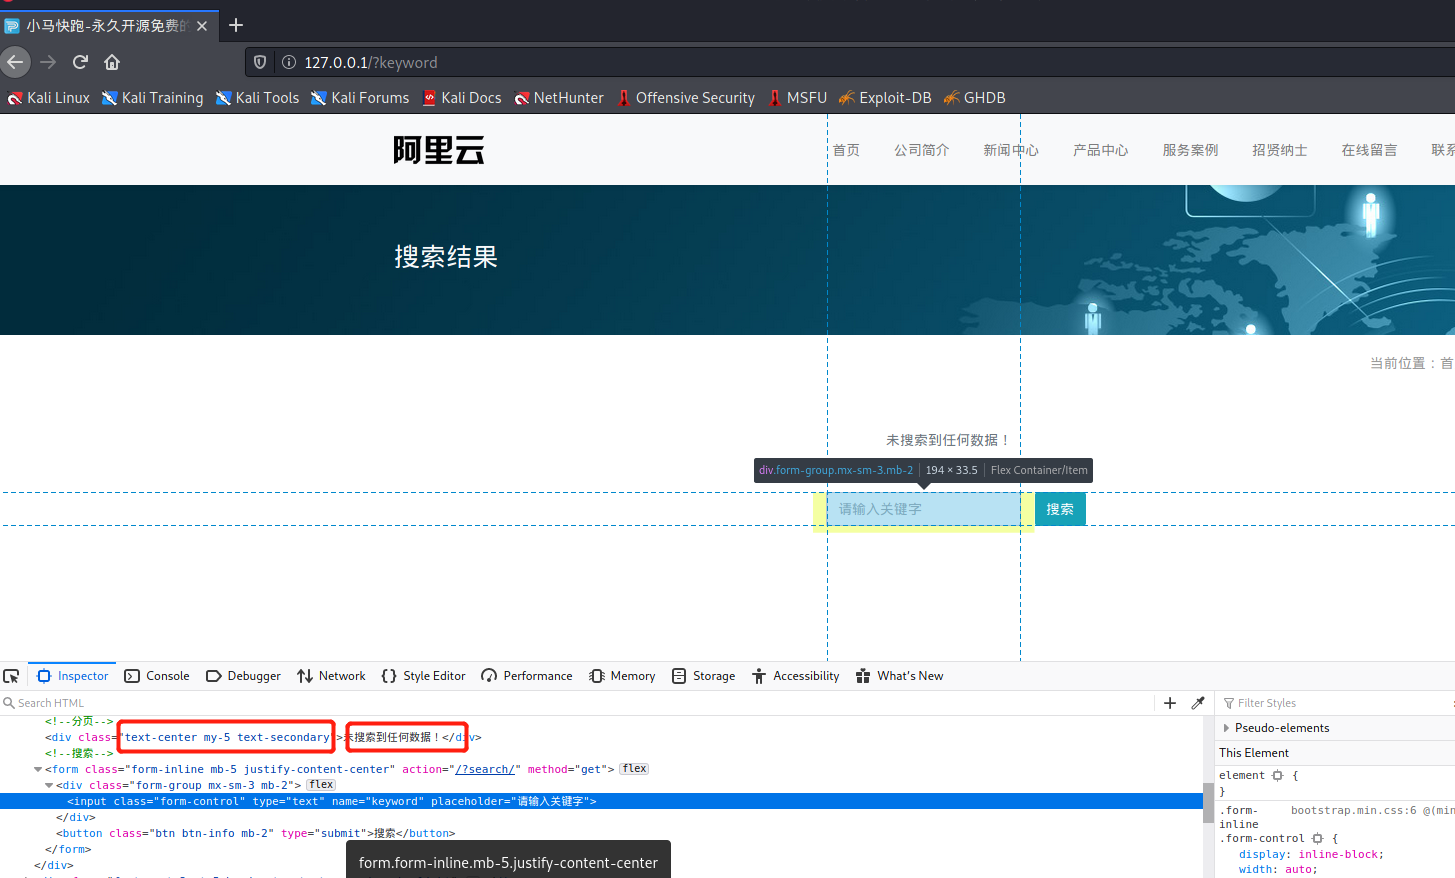 小马快跑-永久开源免费的
127.0.0.1/?keyword
Kali Linux Kali Training Kali Tools Kali Forums Kali Docs NetHunter Offensive Security MSFU Exploit-DB GHDB
阿里云 首页 公司简介 新闻中心 产品中心 服务案例 招贤纳士 在线留言 联系
搜索结果
当前位置：首
未搜索到任何数据！
div.form-group.mx-sm-3.mb-2 194 × 33.5 Flex Container/Item
请输入关键字 搜索
Inspector Console Debugger Network Style Editor Performance Memory Storage Accessibility What's New
Search HTML Filter Styles
<!--分页-->
Pseudo-elements
<div class="text-center my-5 text-secondary">未搜索到任何数据！</div>
<!--搜索-->
This Element
<form class="form-inline mb-5 justify-content-center" action="/?search/" method="get"> flex
element {
<div class="form-group mx-sm-3 mb-2"> flex
}
<input class="form-control" type="text" name="keyword" placeholder="请输入关键字">
.form-inline bootstrap.min.css:6 @(min
</div>
<button class="btn btn-info mb-2" type="submit">搜索</button>
.form-control {
</form>
display: inline-block;
</div>
width: auto;
form.form-inline.mb-5.justify-content-center